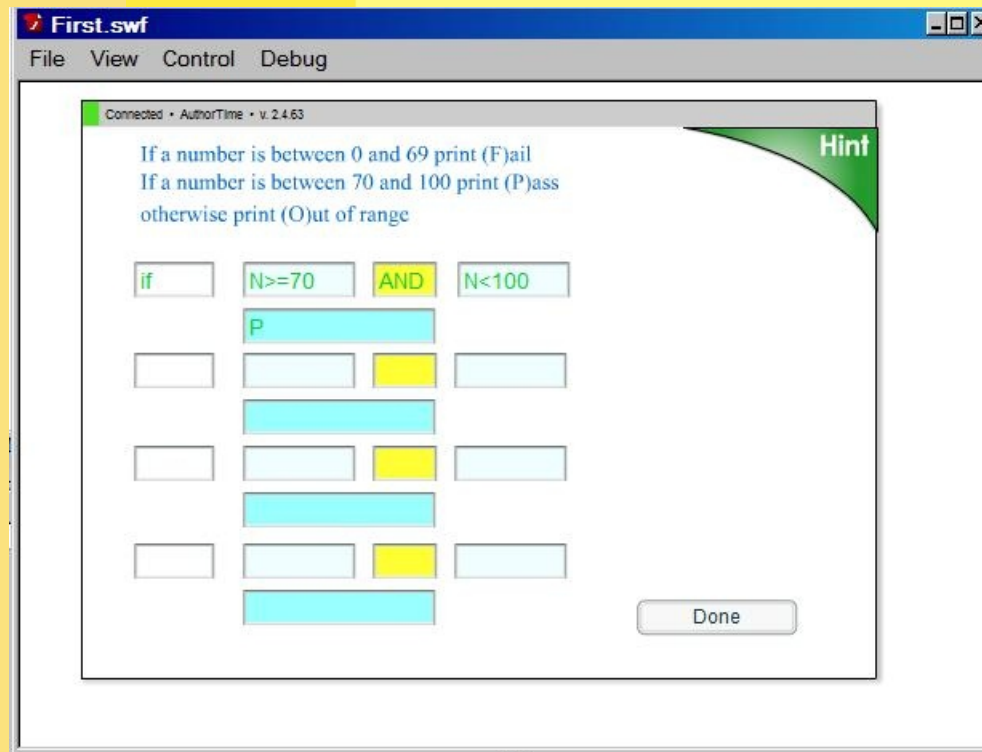 First.swf
File View Control Debug
Connected • AuthorTime • v. 2.4.63
Hint
If a number is between 0 and 69 print (F)ail
If a number is between 70 and 100 print (P)ass
otherwise print (O)ut of range
if N>=70 AND N<100
P
Done